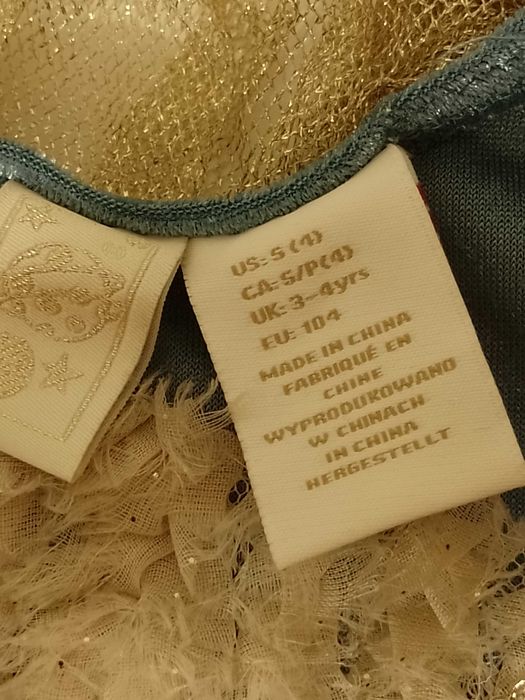 US: S (4)
CA: S/P(4)
UK: 3-4yrs
EU: 104
MADE IN CHINA
FABRIQUÉ EN
CHINE
WYPRODUKOWANO
W CHINACH
IN CHINA
HERGESTELLT